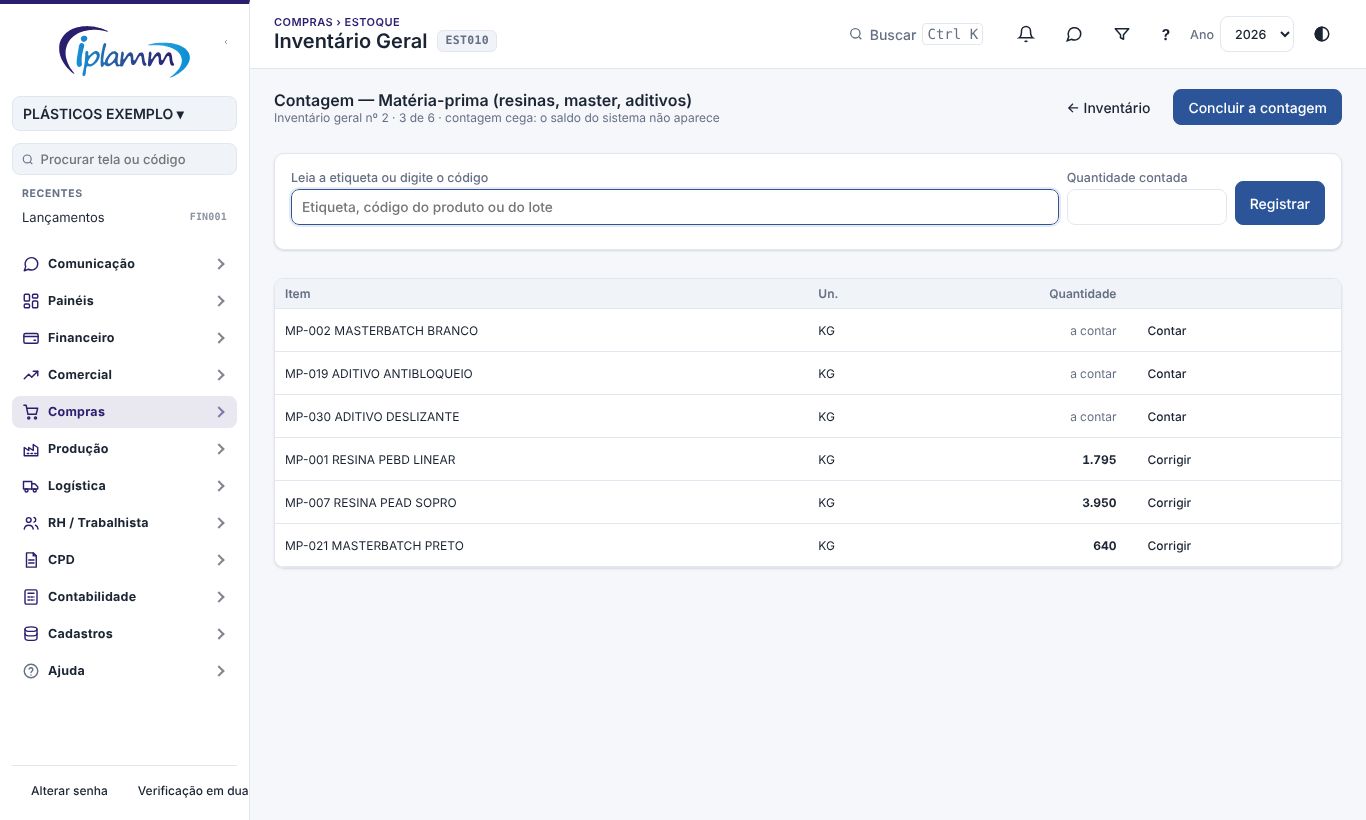 iplamm
PLÁSTICOS EXEMPLO ▾
Procurar tela ou código
RECENTES
Lançamentos FIN001
Comunicação
Painéis
Financeiro
Comercial
Compras
Produção
Logística
RH / Trabalhista
CPD
Contabilidade
Cadastros
Ajuda
Alterar senha Verificação em dua
COMPRAS › ESTOQUE
Inventário Geral EST010
Buscar Ctrl K ? Ano 2026
Contagem — Matéria-prima (resinas, master, aditivos)
Inventário geral nº 2 · 3 de 6 · contagem cega: o saldo do sistema não aparece
← Inventário Concluir a contagem
Leia a etiqueta ou digite o código Quantidade contada
Etiqueta, código do produto ou do lote Registrar
Item Un. Quantidade
MP-002 MASTERBATCH BRANCO KG a contar Contar
MP-019 ADITIVO ANTIBLOQUEIO KG a contar Contar
MP-030 ADITIVO DESLIZANTE KG a contar Contar
MP-001 RESINA PEBD LINEAR KG 1.795 Corrigir
MP-007 RESINA PEAD SOPRO KG 3.950 Corrigir
MP-021 MASTERBATCH PRETO KG 640 Corrigir